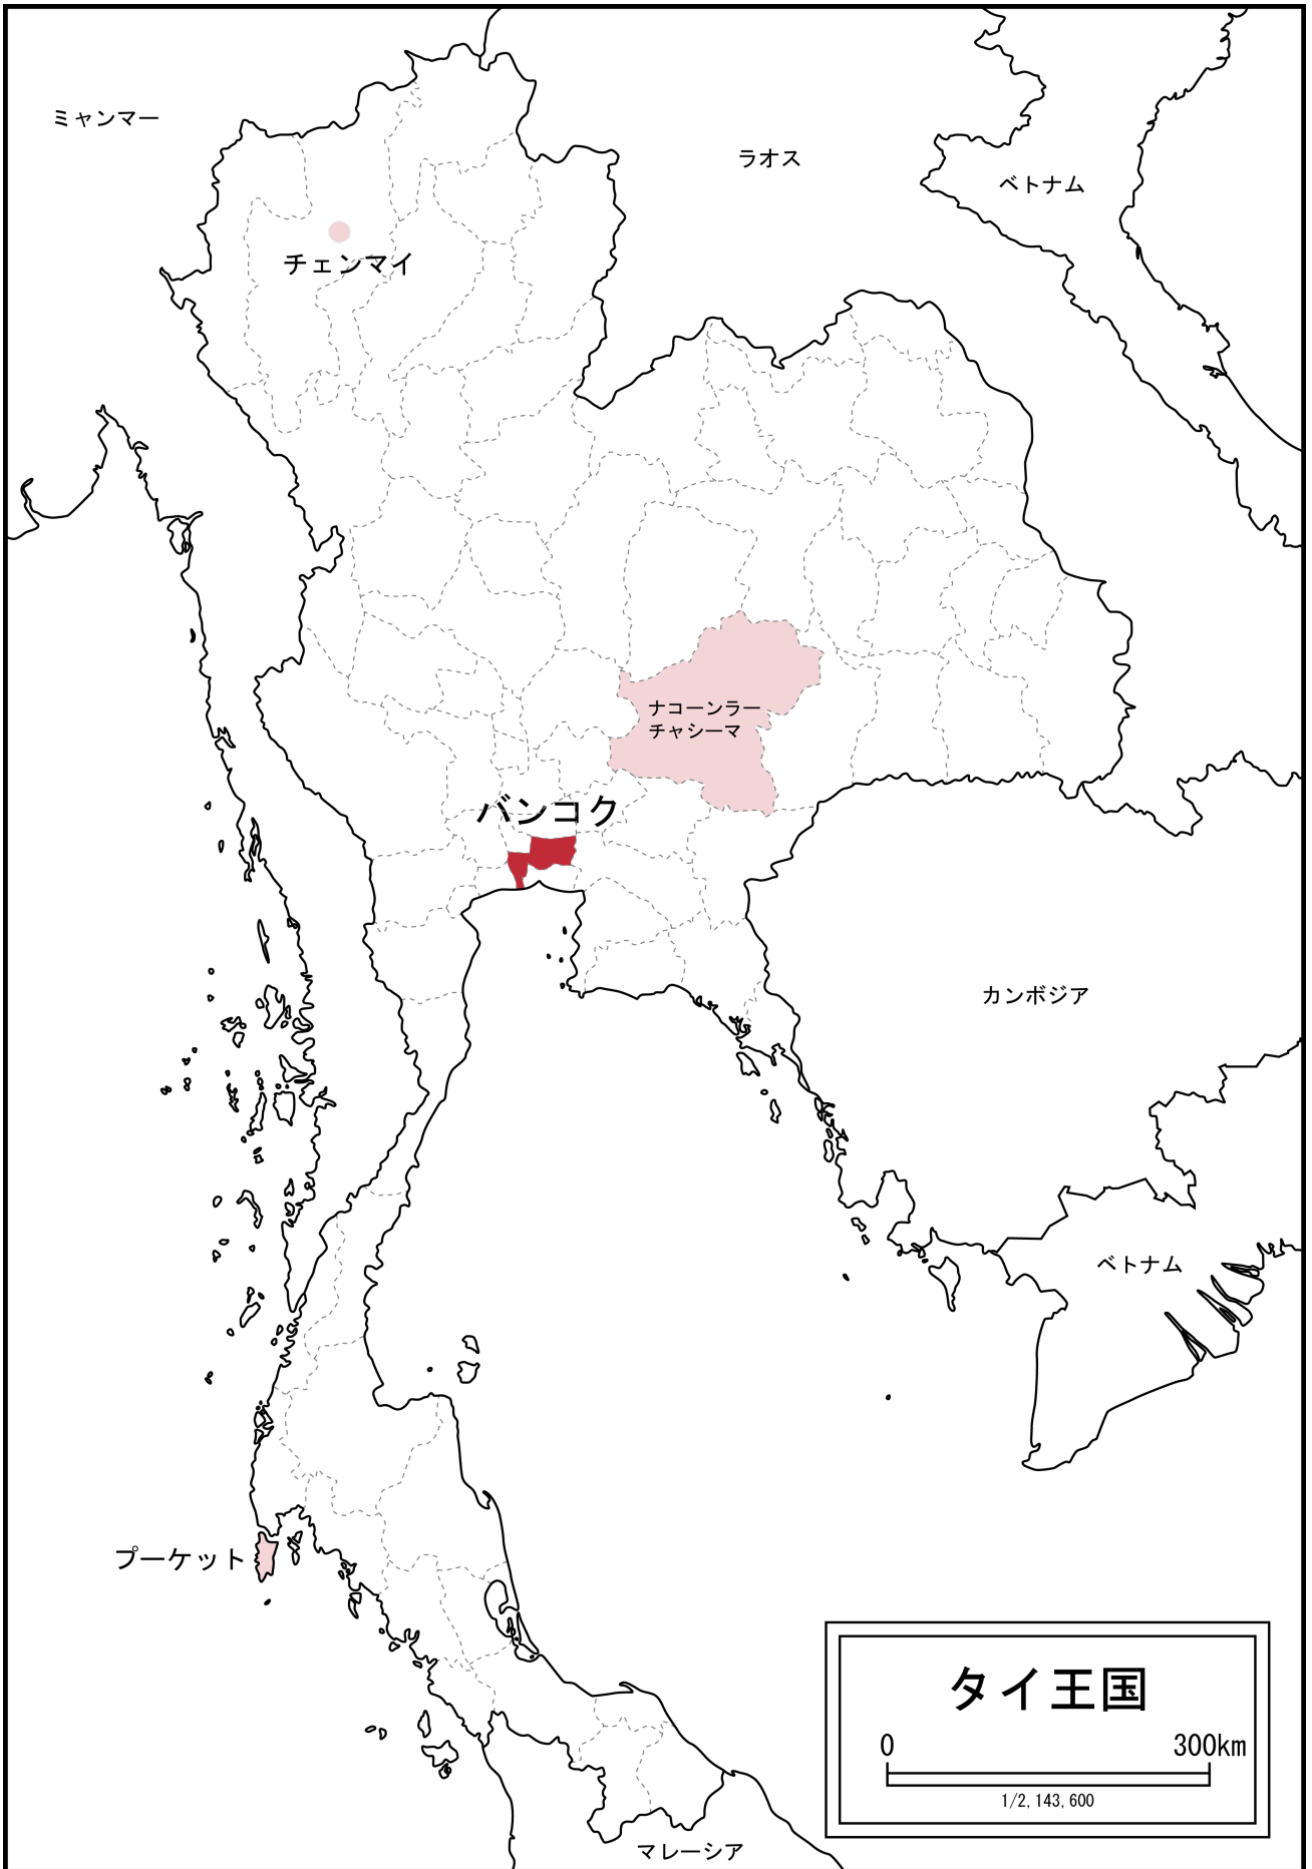 ミャンマー
ラオス
ベトナム
チェンマイ
ナコーンラー
チャシーマ
バンコク
カンボジア
ベトナム
プーケット
タイ王国
0 300km
1/2,143,600
マレーシア